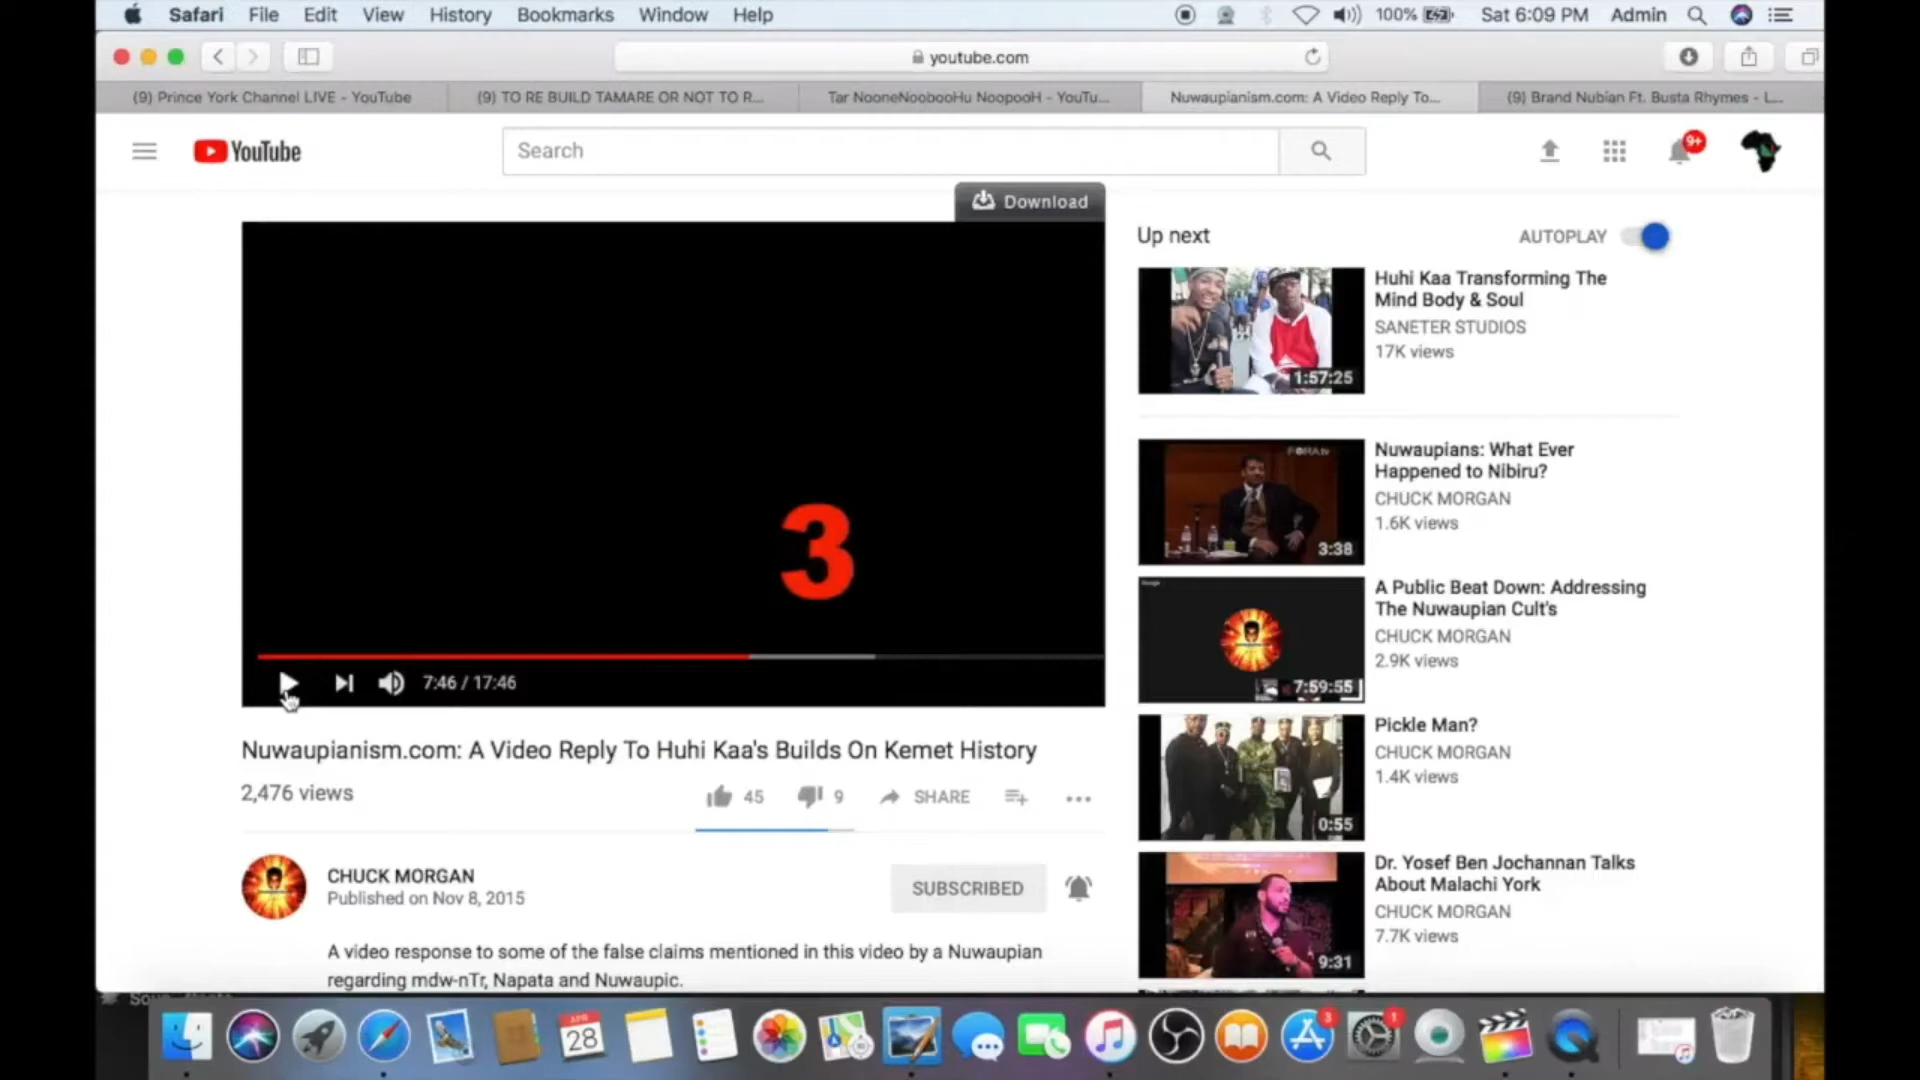 Safari File Edit View History Bookmarks Window Help 100% Sat 6:09 PM Admin
youtube.com
(9) Prince York Channel LIVE - YouTube
(9) TO RE BUILD TAMARE OR NOT TO R...
Tar NooneNoobooHu NoopooH - YouTu...
Nuwaupianism.com: A Video Reply To...
(9) Brand Nubian Ft. Busta Rhymes - L...
YouTube
Search
9+
Download
3
7:46 / 17:46
Nuwaupianism.com: A Video Reply To Huhi Kaa's Builds On Kemet History
2,476 views
45 9 SHARE
CHUCK MORGAN
Published on Nov 8, 2015
SUBSCRIBED
A video response to some of the false claims mentioned in this video by a Nuwaupian
regarding mdw-nTr, Napata and Nuwaupic.
Up next
AUTOPLAY
1:57:25
Huhi Kaa Transforming The
Mind Body & Soul
SANETER STUDIOS
17K views
FORA.tv
3:38
Nuwaupians: What Ever
Happened to Nibiru?
CHUCK MORGAN
1.6K views
7:59:55
A Public Beat Down: Addressing
The Nuwaupian Cult's
CHUCK MORGAN
2.9K views
0:55
Pickle Man?
CHUCK MORGAN
1.4K views
9:31
Dr. Yosef Ben Jochannan Talks
About Malachi York
CHUCK MORGAN
7.7K views
APR
28
3
1